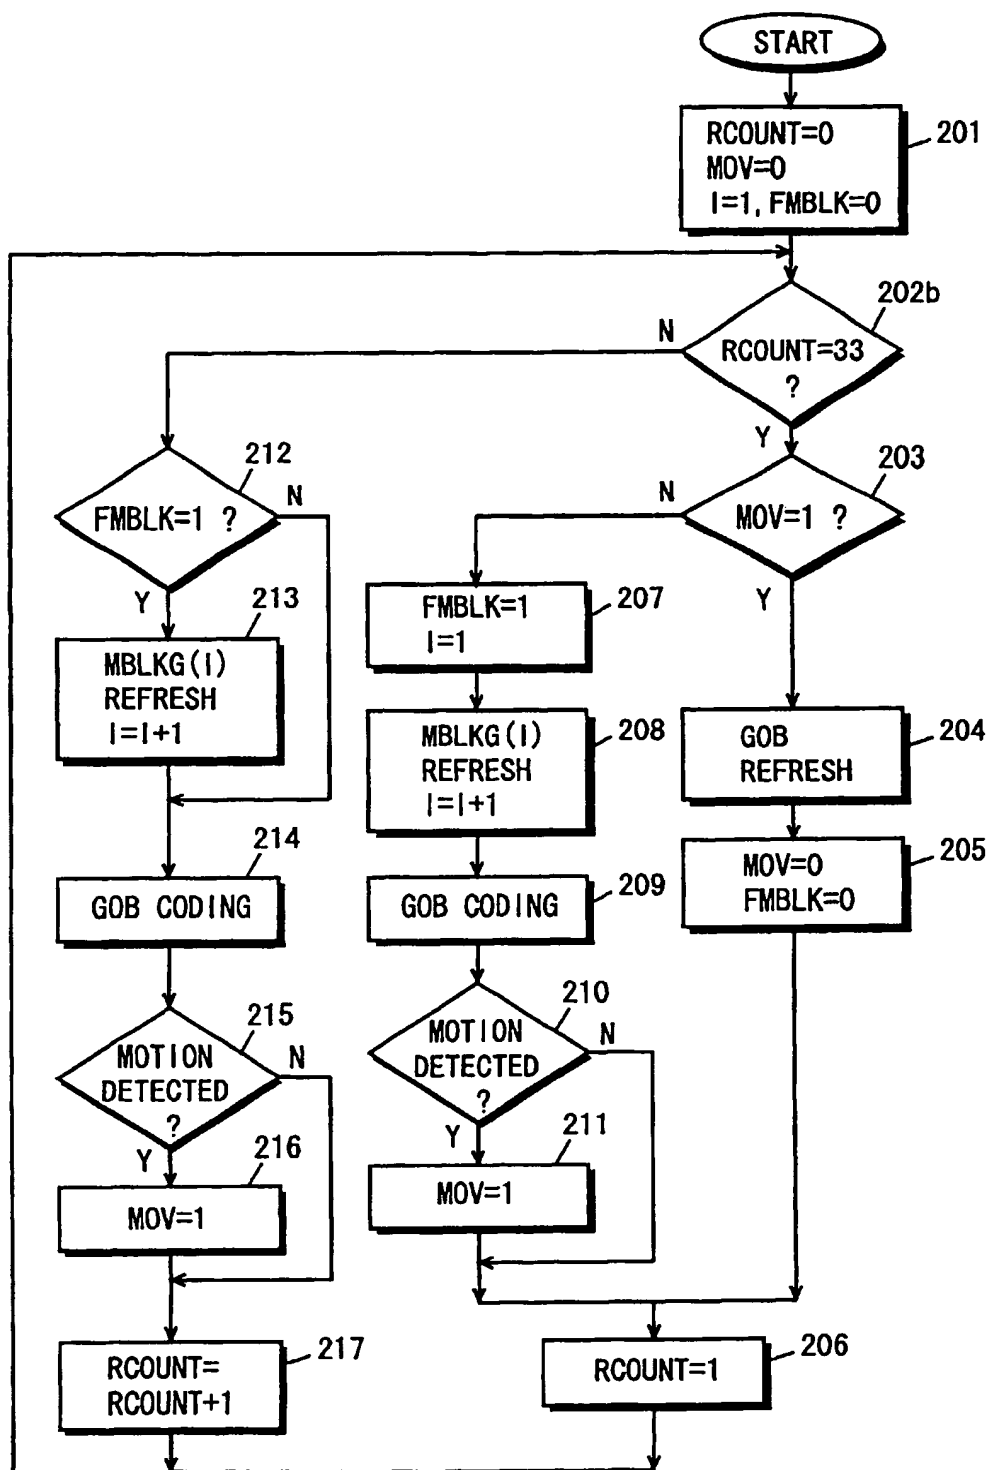 START
RCOUNT=0
MOV=0
I=1, FMBLK=0
201
202b
RCOUNT=33
?
N
Y
212
FMBLK=1 ?
N
Y
203
MOV=1 ?
N
Y
213
MBLKG(I)
REFRESH
I=I+1
FMBLK=1
I=1
207
MBLKG(I)
REFRESH
I=I+1
208
GOB
REFRESH
204
MOV=0
FMBLK=0
205
214
GOB CODING
GOB CODING
209
215
MOTION
DETECTED
?
N
Y
210
MOTION
DETECTED
?
N
Y
216
MOV=1
211
MOV=1
RCOUNT=
RCOUNT+1
217
RCOUNT=1
206